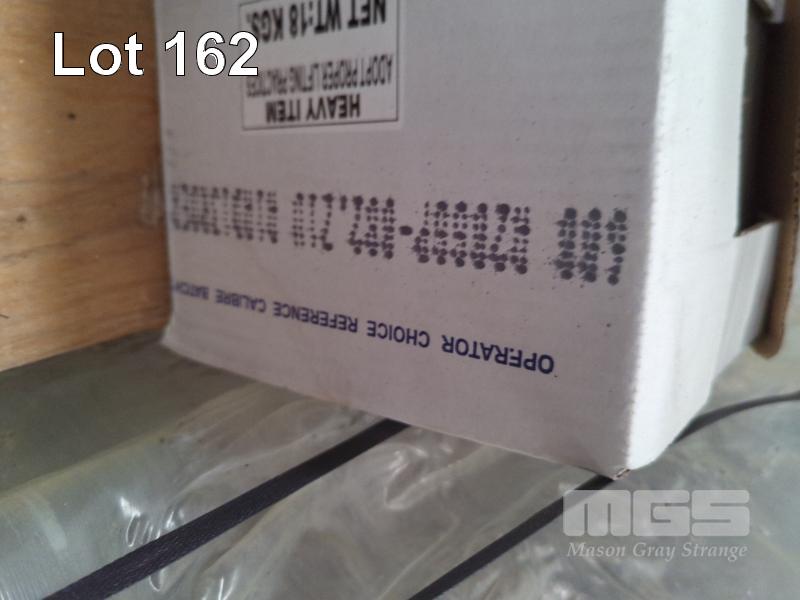 Lot 162
NET WT:18 KGS.
ADOPT PROPER LIFTING PRACTICES
HEAVY ITEM
OPERATOR CHOICE REFERENCE CALIBRE BATCH
MGS
Mason Gray Strange